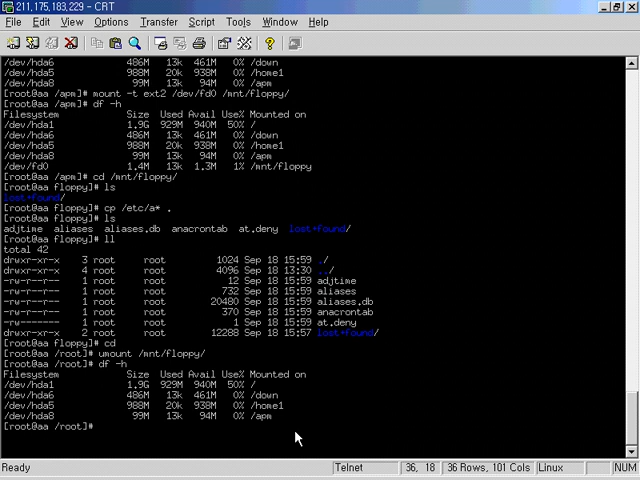 211,175,183,229 - CRT
File Edit View Options Transfer Script Tools Window Help
/dev/hda6 486M 13k 461M 0% /down
/dev/hda5 988M 20k 938M 0% /home1
/dev/hda8 99M 13k 94M 0% /apm
[root@aa /apm]# mount -t ext2 /dev/fd0 /mnt/floppy/
[root@aa /apm]# df -h
Filesystem Size Used Avail Use% Mounted on
/dev/hda1 1.9G 929M 940M 50% /
/dev/hda6 486M 13k 461M 0% /down
/dev/hda5 988M 20k 938M 0% /home1
/dev/hda8 99M 13k 94M 0% /apm
/dev/fd0 1.4M 13k 1.3M 1% /mnt/floppy
[root@aa /apm]# cd /mnt/floppy/
[root@aa floppy]# ls
lost+found/
[root@aa floppy]# cp /etc/a* .
[root@aa floppy]# ls
adjtime aliases aliases.db anacrontab at.deny lost+found/
[root@aa floppy]# ll
total 42
drwxr-xr-x 3 root root 1024 Sep 18 15:59 ./
drwxr-xr-x 4 root root 4096 Sep 18 13:30 ../
-rw-r--r-- 1 root root 12 Sep 18 15:59 adjtime
-rw-r--r-- 1 root root 732 Sep 18 15:59 aliases
-rw-r--r-- 1 root root 20480 Sep 18 15:59 aliases.db
-rw-r--r-- 1 root root 370 Sep 18 15:59 anacrontab
-rw------- 1 root root 1 Sep 18 15:59 at.deny
drwxr-xr-x 2 root root 12288 Sep 18 15:57 lost+found/
[root@aa floppy]# cd
[root@aa /root]# umount /mnt/floppy/
[root@aa /root]# df -h
Filesystem Size Used Avail Use% Mounted on
/dev/hda1 1.9G 929M 940M 50% /
/dev/hda6 486M 13k 461M 0% /down
/dev/hda5 988M 20k 938M 0% /home1
/dev/hda8 99M 13k 94M 0% /apm
[root@aa /root]#
Ready Telnet 36, 18 36 Rows, 101 Cols Linux NUM